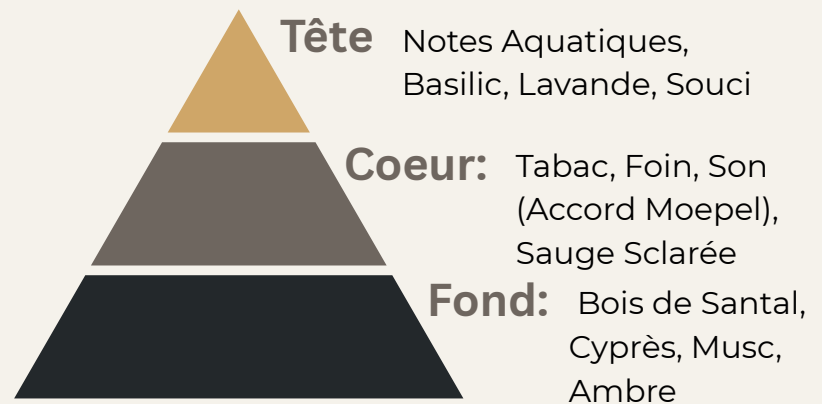 Tête Notes Aquatiques,
Basilic, Lavande, Souci
Coeur: Tabac, Foin, Son
(Accord Moepel),
Sauge Sclarée
Fond: Bois de Santal,
Cyprès, Musc,
Ambre